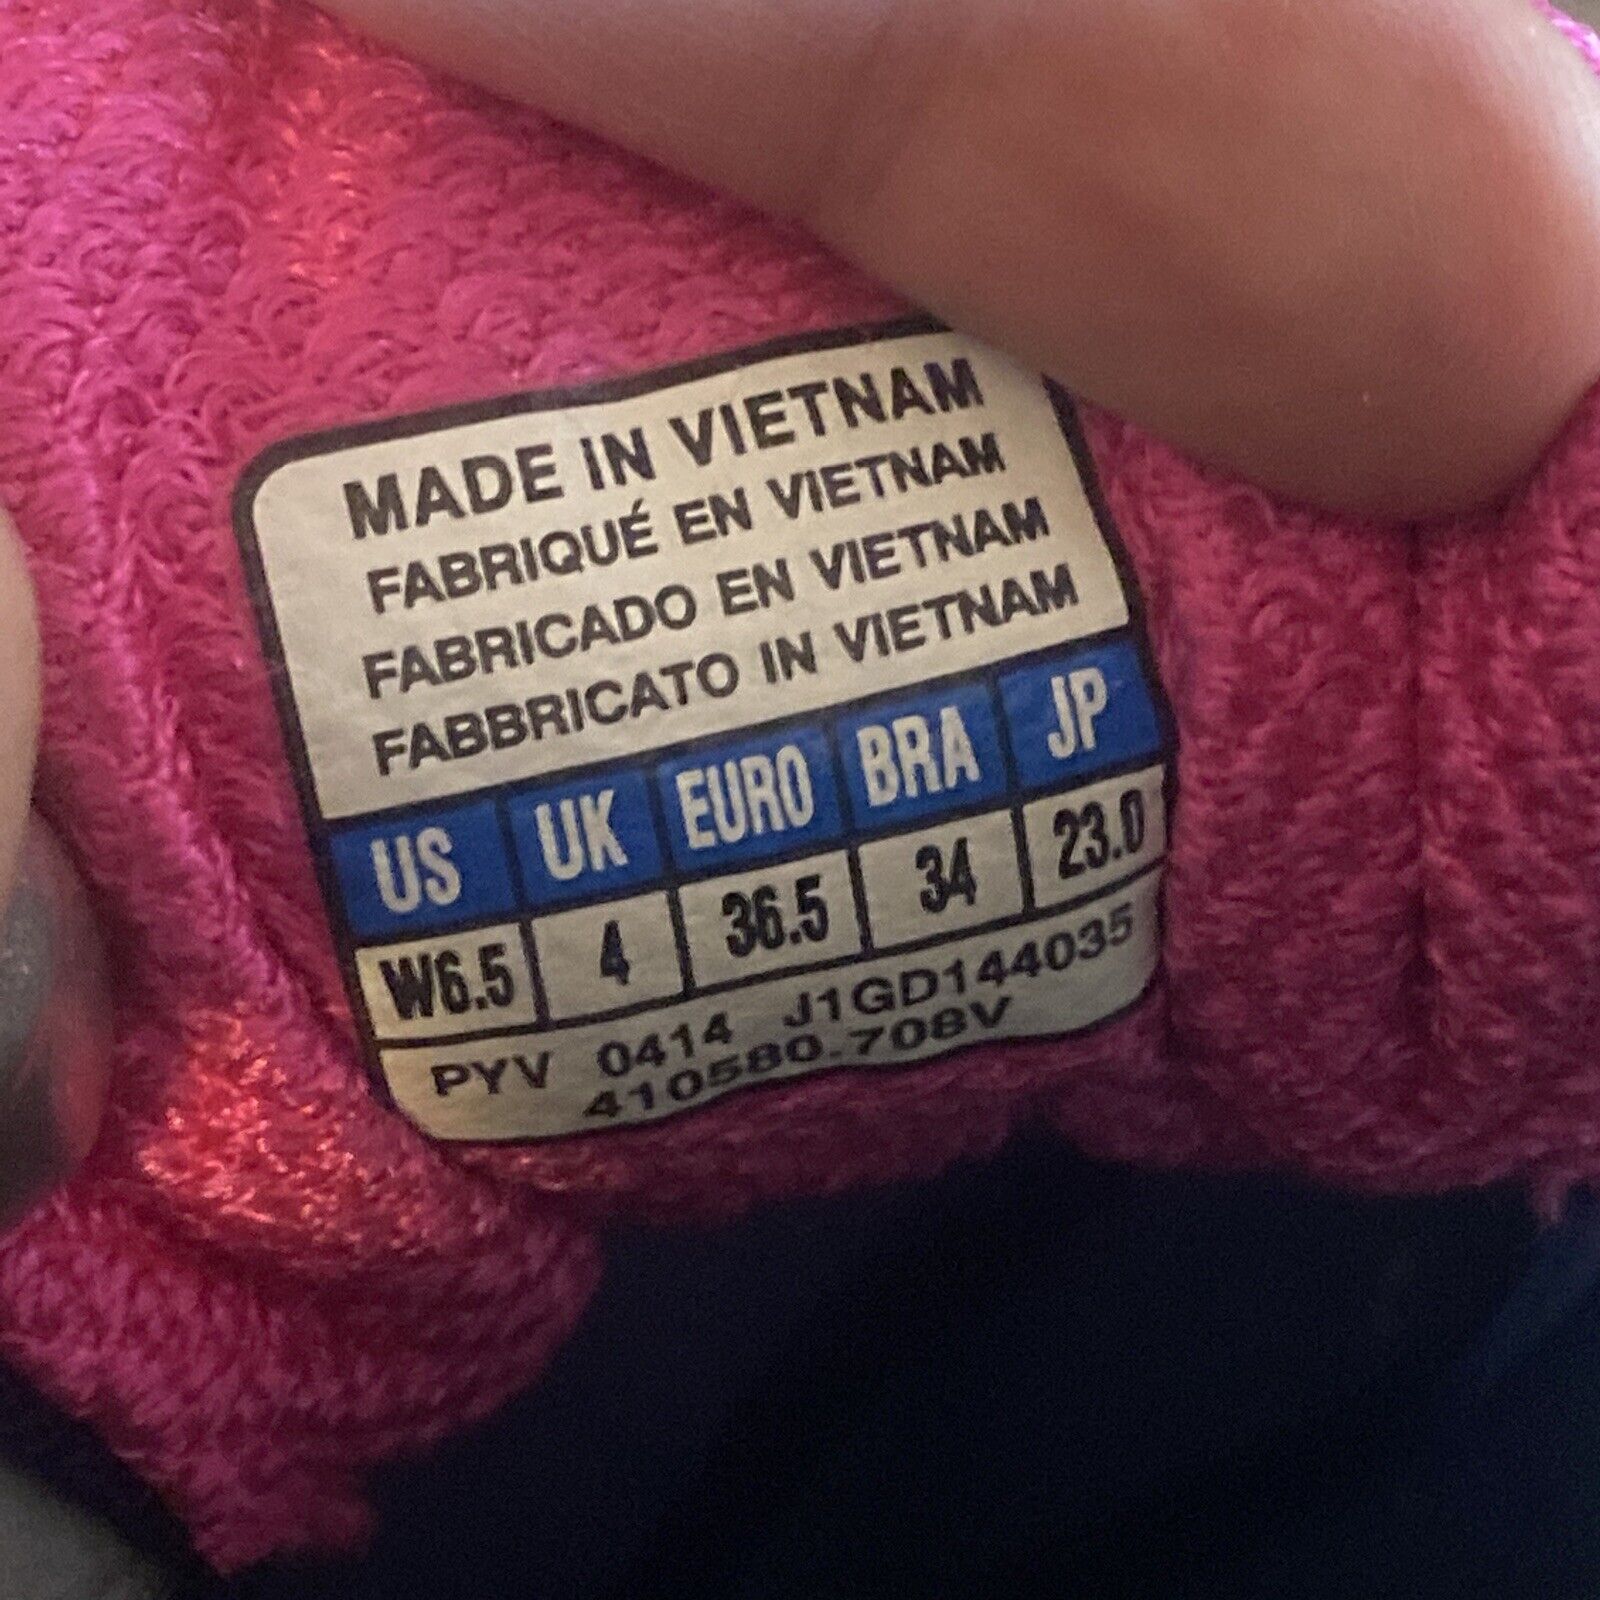 MADE IN VIETNAM
FABRIQUÉ EN VIETNAM
FABRICADO EN VIETNAM
FABBRICATO IN VIETNAM
US UK EURO BRA JP
W6.5 4 36.5 34 23.0
PYV 0414 J1GD144035
410580.708V